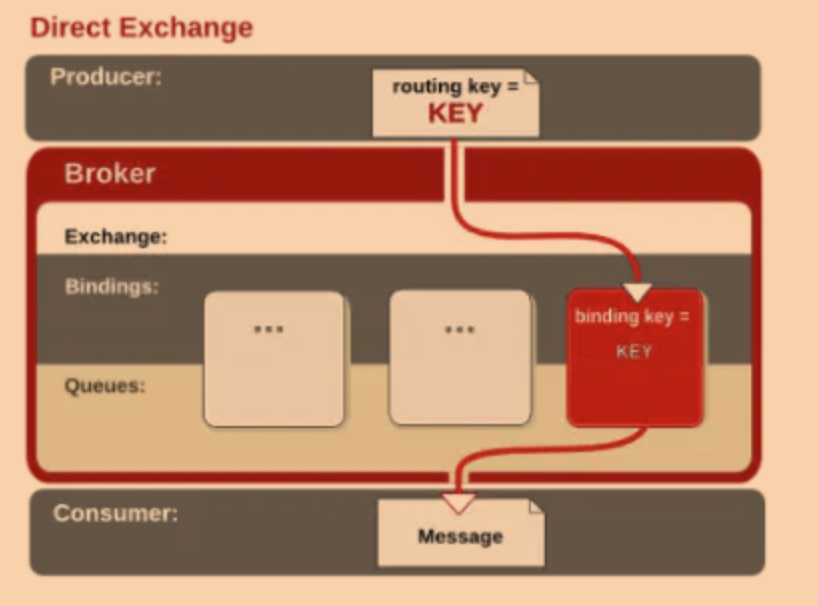 Direct Exchange
Producer:
routing key =
KEY
Broker
Exchange:
Bindings:
...
...
binding key =
KEY
Queues:
Consumer:
Message